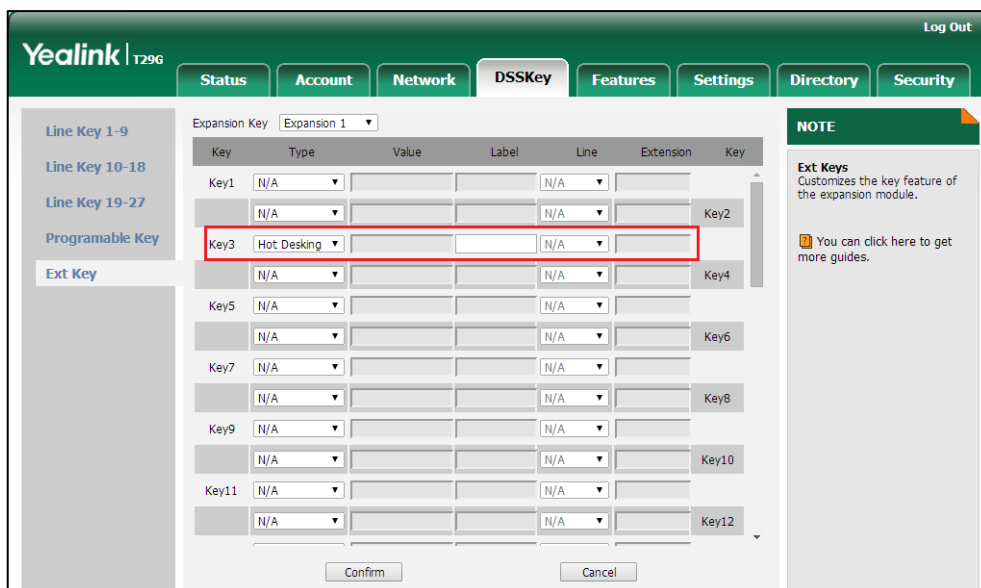 Log Out
Yealink T29G
Status Account Network DSSKey Features Settings Directory Security
Line Key 1-9
Line Key 10-18
Line Key 19-27
Programable Key
Ext Key
Expansion Key Expansion 1
Key Type Value Label Line Extension Key
Key1 N/A N/A
N/A N/A Key2
Key3 Hot Desking N/A
N/A N/A Key4
Key5 N/A N/A
N/A N/A Key6
Key7 N/A N/A
N/A N/A Key8
Key9 N/A N/A
N/A N/A Key10
Key11 N/A N/A
N/A N/A Key12
Confirm Cancel
NOTE
Ext Keys
Customizes the key feature of
the expansion module.
You can click here to get
more guides.